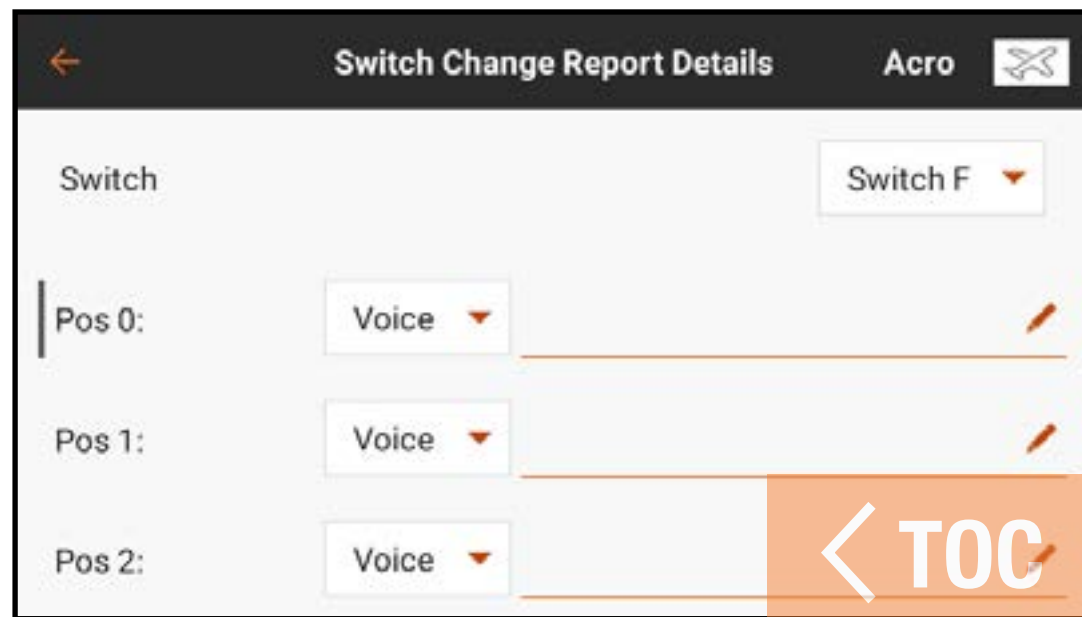 Switch Change Report Details Acro
Switch Switch F
Pos 0: Voice
Pos 1: Voice
Pos 2: Voice
TOC